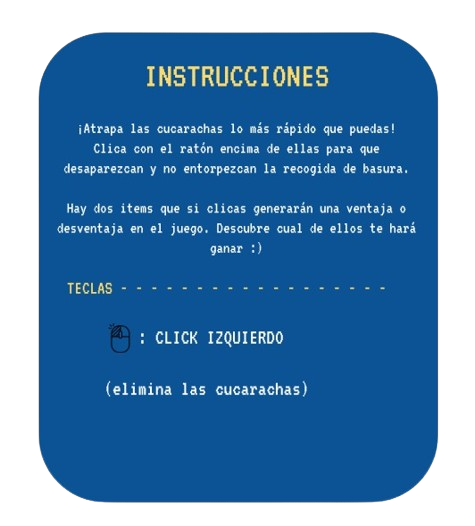 INSTRUCCIONES
¡Atrapa las cucarachas lo más rápido que puedas!
Clica con el ratón encima de ellas para que
desaparezcan y no entorpezcan la recogida de basura.
Hay dos items que si clicas generarán una ventaja o
desventaja en el juego. Descubre cual de ellos te hará
ganar :)
TECLAS - - - - - - - - - - - - - - - - - -
: CLICK IZQUIERDO
(elimina las cucarachas)